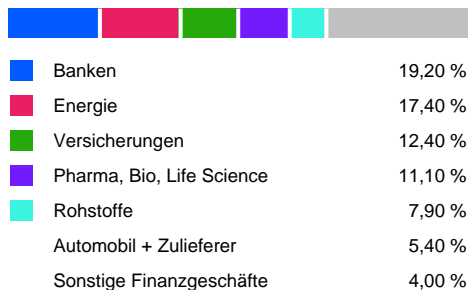 Banken 19,20 %
Energie 17,40 %
Versicherungen 12,40 %
Pharma, Bio, Life Science 11,10 %
Rohstoffe 7,90 %
Automobil + Zulieferer 5,40 %
Sonstige Finanzgeschäfte 4,00 %